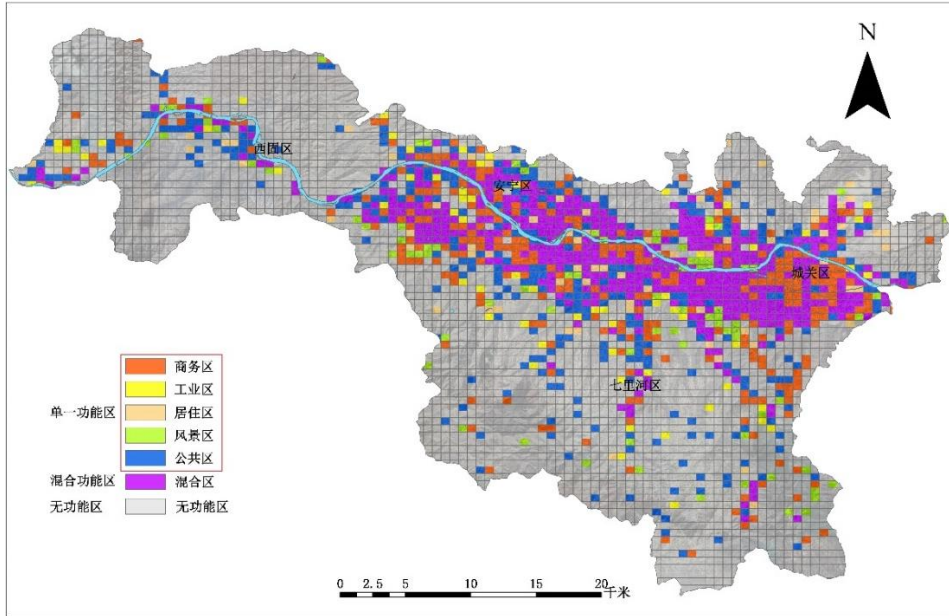 N
西固区
安宁区
城关区
七里河区
商务区
工业区
单一功能区 居住区
风景区
公共区
混合功能区 混合区
无功能区 无功能区
0 2.5 5 10 15 20
千米